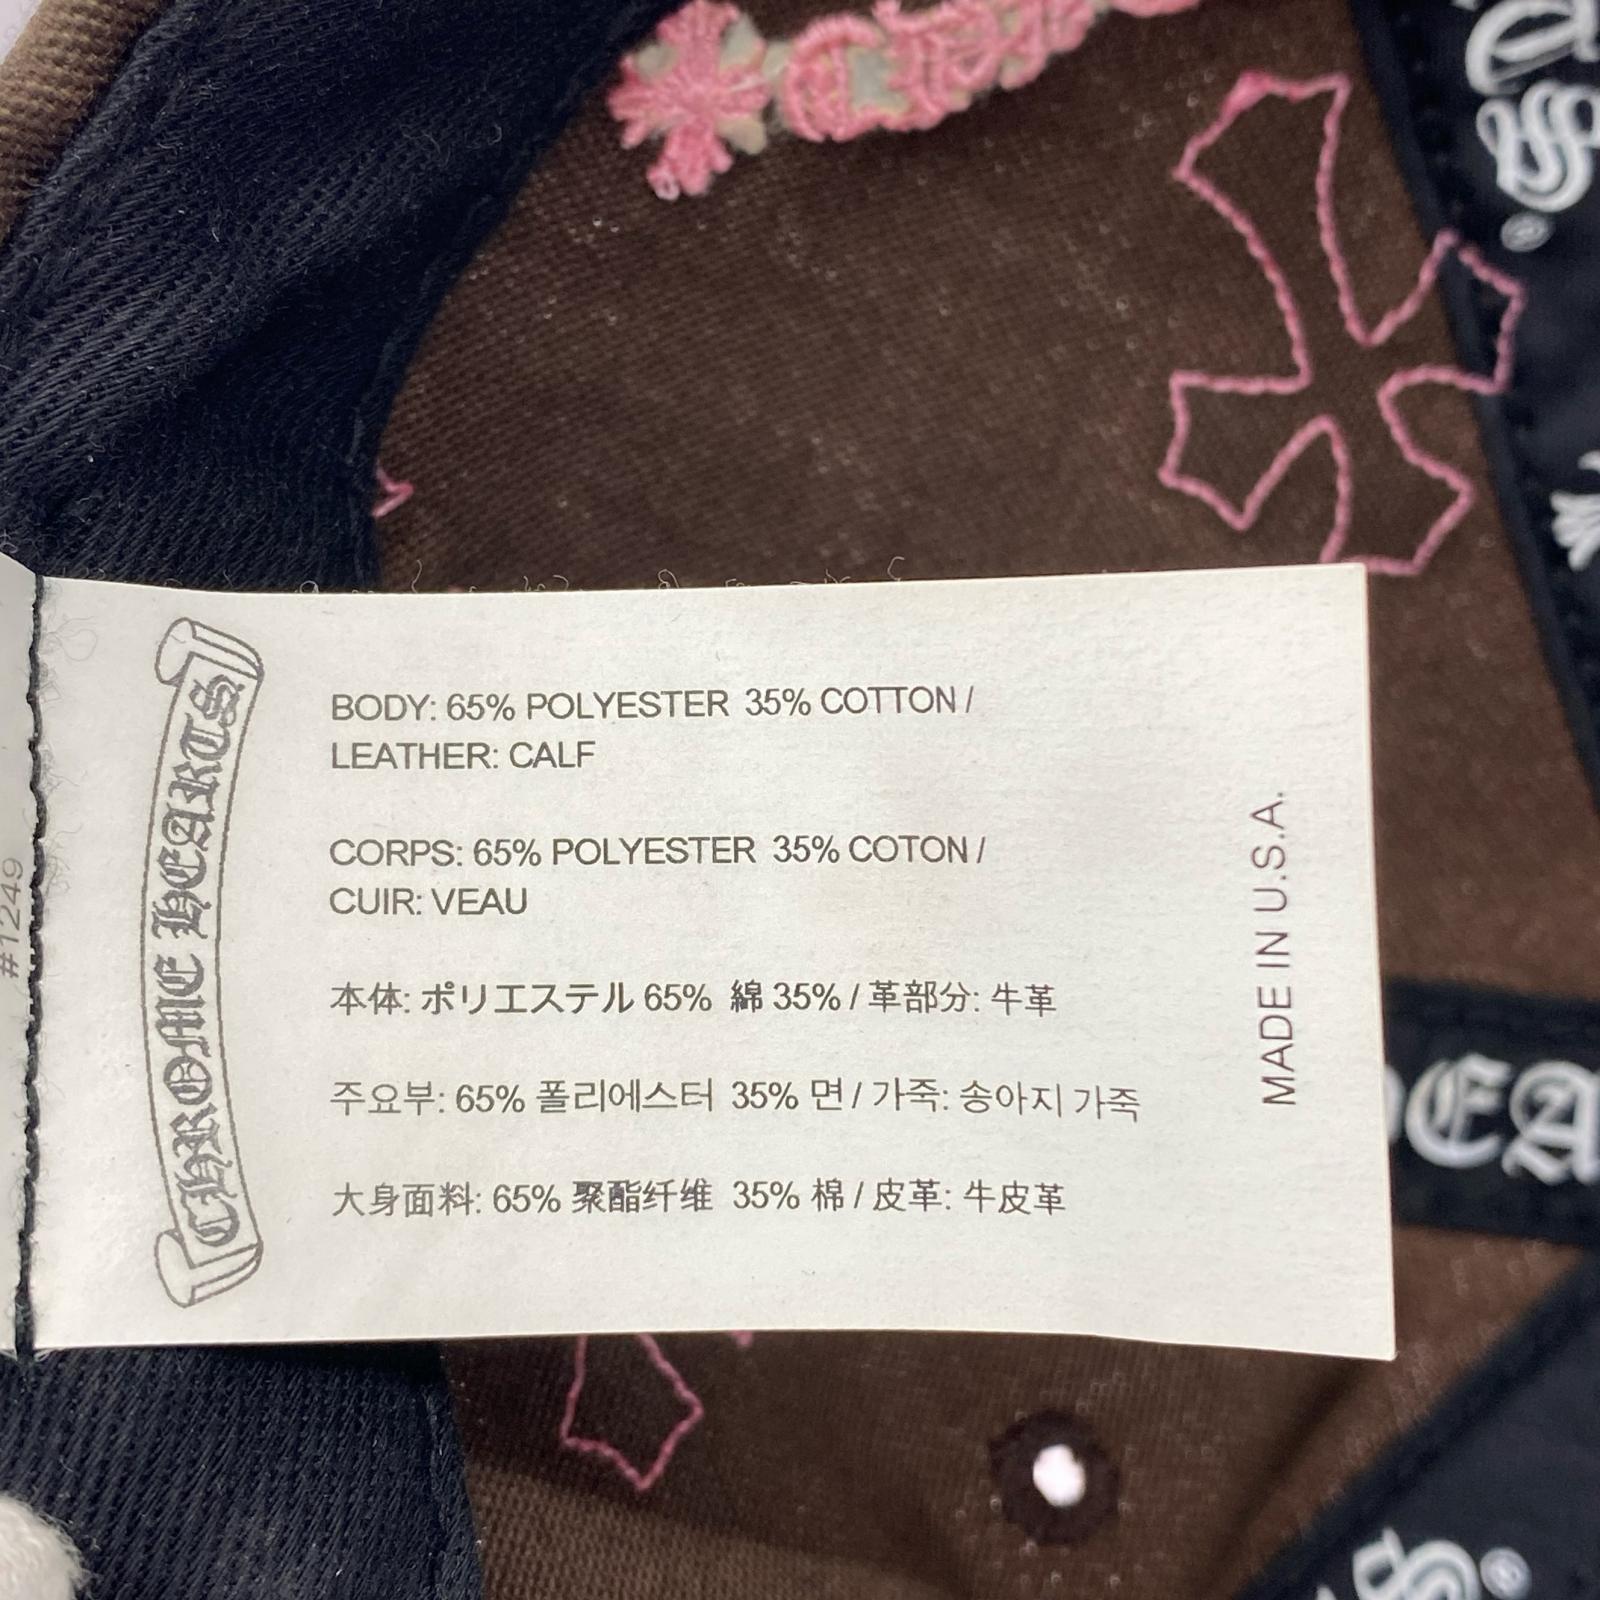 TS®
BODY: 65% POLYESTER 35% COTTON /
LEATHER: CALF
CORPS: 65% POLYESTER 35% COTON /
CUIR: VEAU
本体: ポリエステル 65% 綿 35% / 革部分: 牛革
주요부: 65% 폴리에스터 35% 면 / 가죽: 송아지 가죽
大身面料: 65% 聚酯纤维 35% 棉 / 皮革: 牛皮革
CHROME HEARTS
MADE IN U.S.A.
#1249
EA
S®